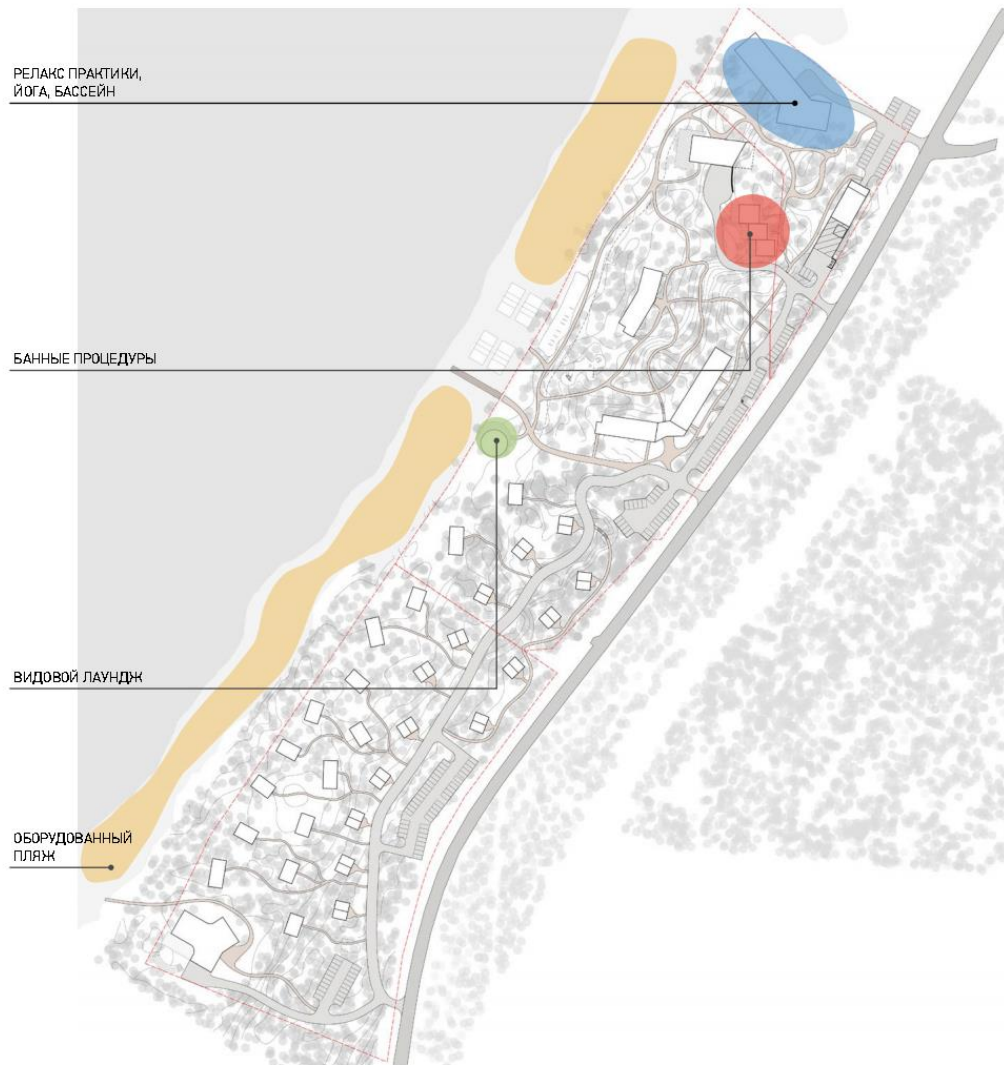 РЕЛАКС ПРАКТИКИ,
ЙОГА, БАССЕЙН
БАННЫЕ ПРОЦЕДУРЫ
ВИДОВОЙ ЛАУНДЖ
ОБОРУДОВАННЫЙ
ПЛЯЖ